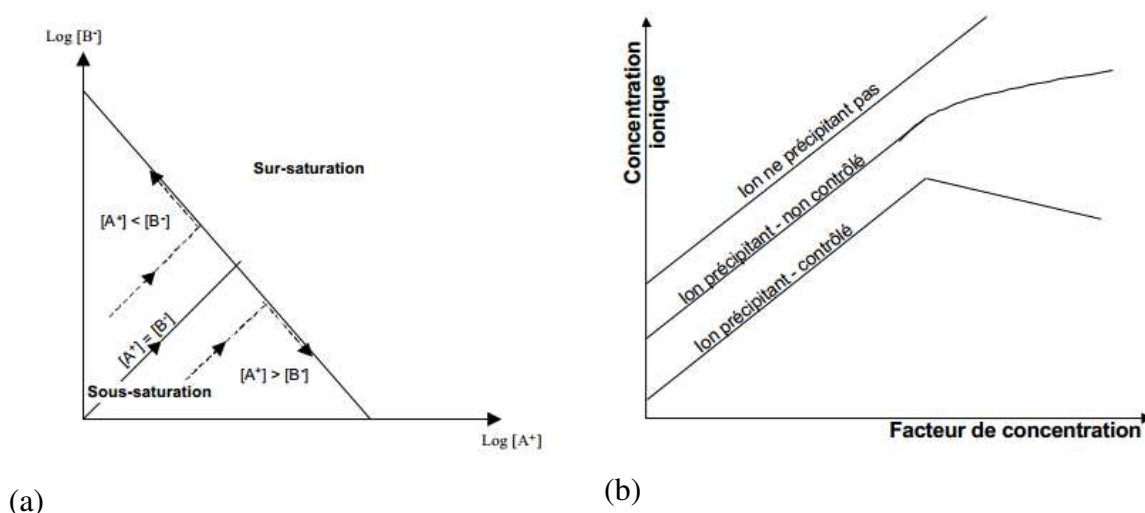 Log [B-]
Sur-saturation
[A+] < [B-]
[A+] = [B-]
[A+] > [B-]
Sous-saturation
Log [A+]
(a)
Concentration
ionique
Ion ne précipitant pas
Ion précipitant - non contrôlé
Ion précipitant - contrôlé
Facteur de concentration
(b)